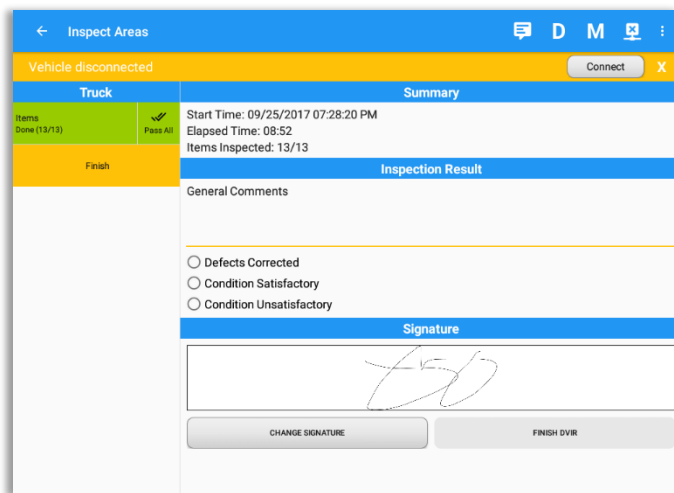 Inspect Areas
D M
Vehicle disconnected
Connect X
Truck
Items
Done (13/13)
Pass All
Finish
Summary
Start Time: 09/25/2017 07:28:20 PM
Elapsed Time: 08:52
Items Inspected: 13/13
Inspection Result
General Comments
Defects Corrected
Condition Satisfactory
Condition Unsatisfactory
Signature
CHANGE SIGNATURE
FINISH DVIR